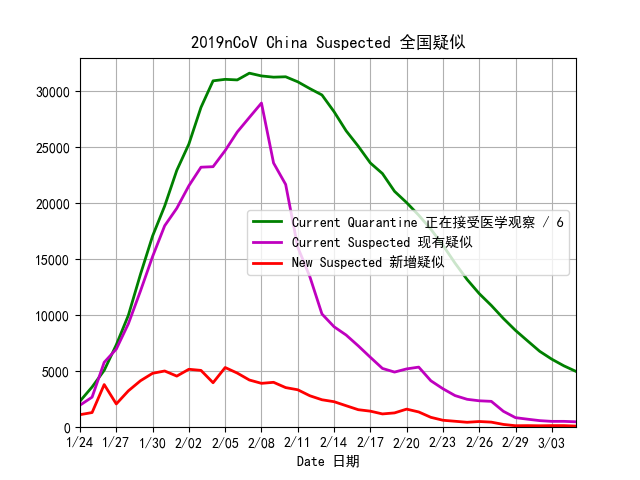 2019nCoV China Suspected 全国疑似
30000
25000
20000
15000
10000
5000
0
Current Quarantine 正在接受医学观察 / 6
Current Suspected 现有疑似
New Suspected 新增疑似
1/24 1/27 1/30 2/02 2/05 2/08 2/11 2/14 2/17 2/20 2/23 2/26 2/29 3/03
Date 日期